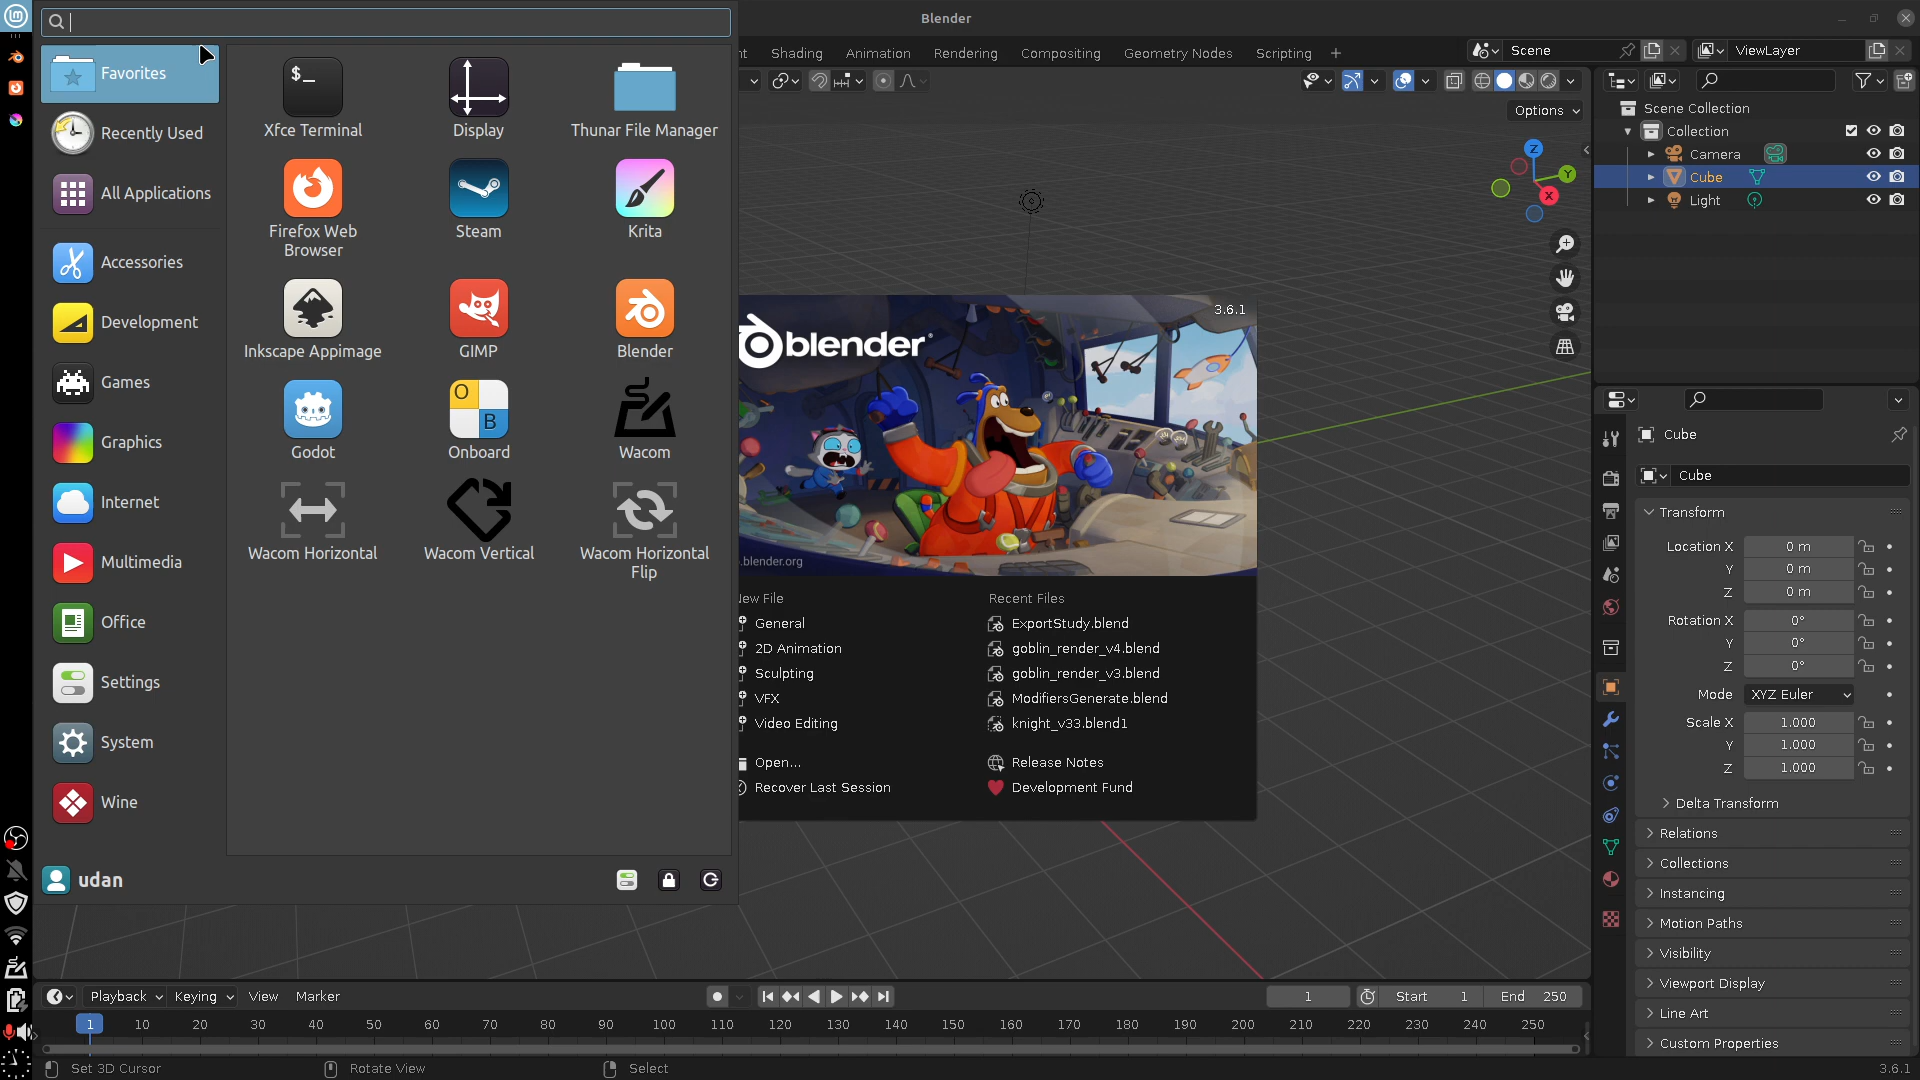 Blender
Shading
Animation
Rendering
Compositing
Geometry Nodes
Scripting
Scene
ViewLayer
Favorites
Recently Used
All Applications
Accessories
Development
Games
Graphics
Internet
Multimedia
Office
Settings
System
Wine
udan
$_
Xfce Terminal
Display
Thunar File Manager
Firefox Web
Browser
Steam
Krita
Inkscape Appimage
GIMP
Blender
Godot
O
B
Onboard
Wacom
Wacom Horizontal
Wacom Vertical
Wacom Horizontal
Flip
Options
Z
Y
X
3.6.1
blender
.blender.org
General
2D Animation
Sculpting
VFX
Video Editing
Open...
Recover Last Session
Recent Files
ExportStudy.blend
goblin_render_v4.blend
goblin_render_v3.blend
ModifiersGenerate.blend
knight_v33.blend1
Release Notes
Development Fund
Scene Collection
Collection
Camera
Cube
Light
Cube
Cube
Transform
Location X 0 m
Y 0 m
Z 0 m
Rotation X 0°
Y 0°
Z 0°
Mode XYZ Euler
Scale X 1.000
Y 1.000
Z 1.000
Delta Transform
Relations
Collections
Instancing
Motion Paths
Visibility
Viewport Display
Line Art
Custom Properties
Playback Keying View Marker
1 Start 1 End 250
1 10 20 30 40 50 60 70 80 90 100 110 120 130 140 150 160 170 180 190 200 210 220 230 240 250
Set 3D Cursor Rotate View Select 3.6.1